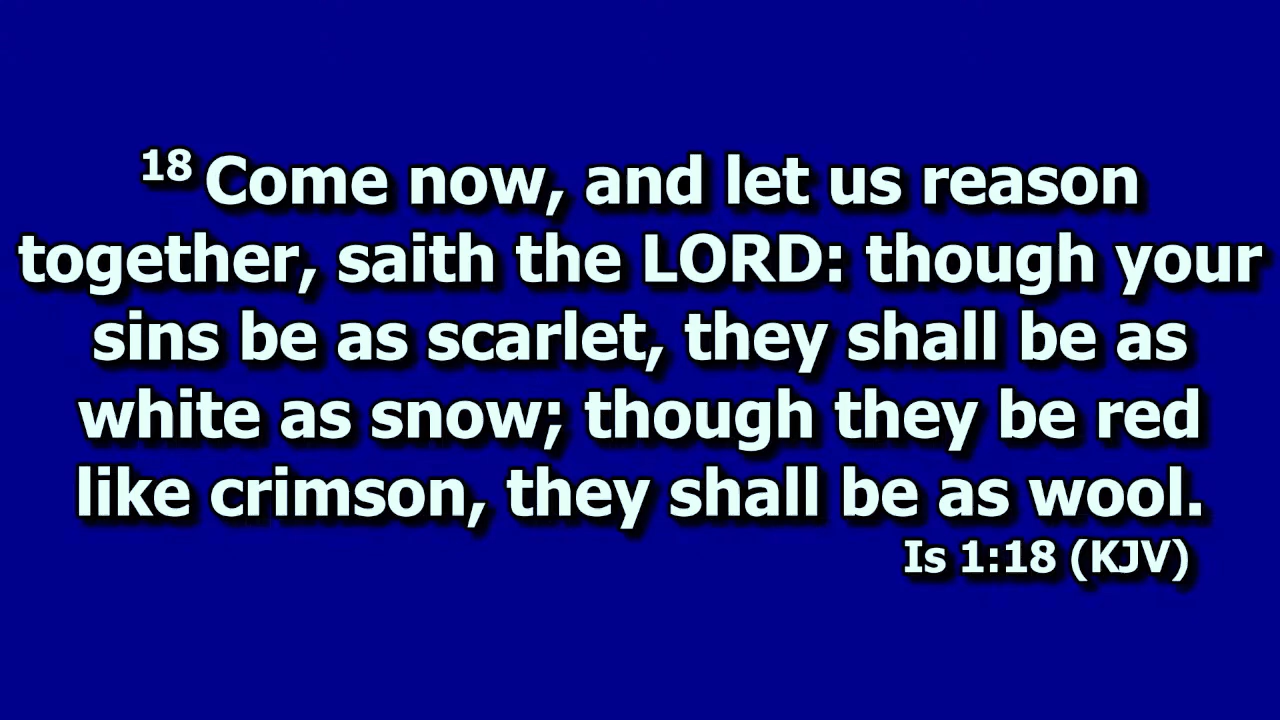 18 Come now, and let us reason
together, saith the LORD: though your
sins be as scarlet, they shall be as
white as snow; though they be red
like crimson, they shall be as wool.
Is 1:18 (KJV)